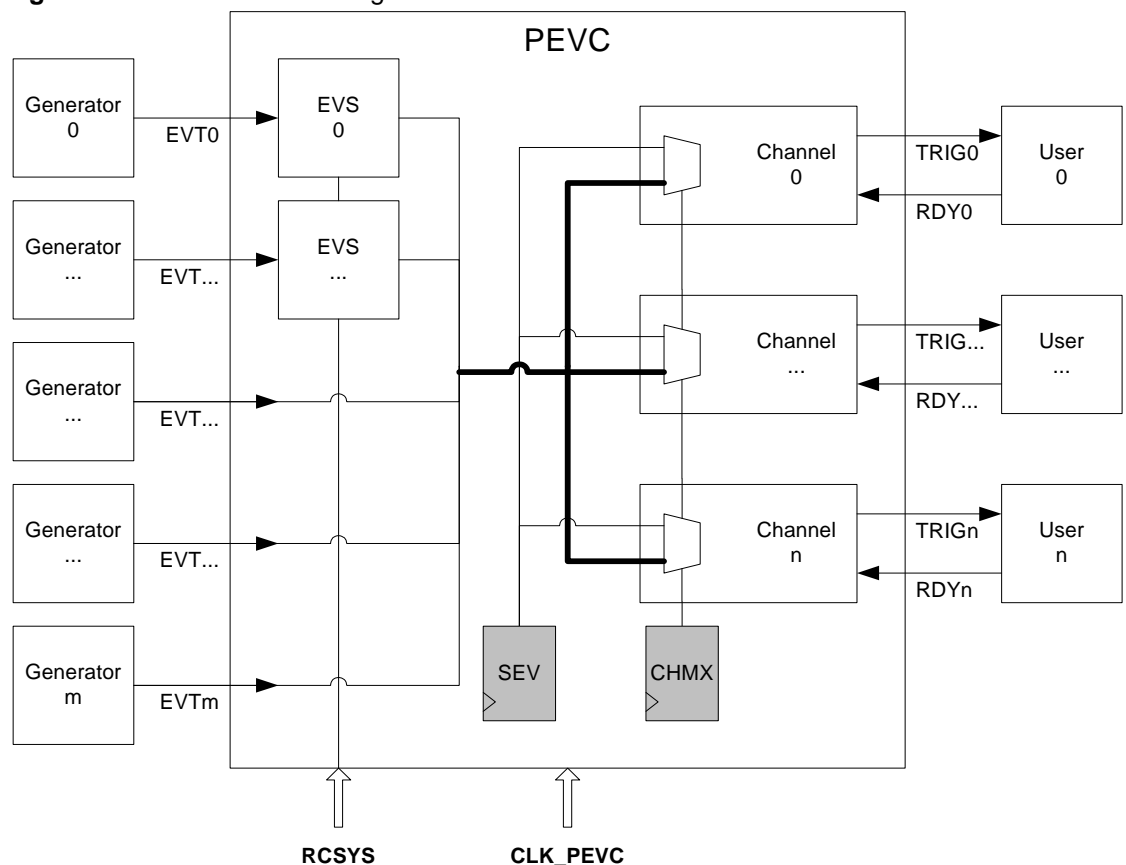 PEVC
Generator
0
EVT0
EVS
0
Channel
0
TRIG0
RDY0
User
0
Generator
...
EVT...
EVS
...
Generator
...
EVT...
Channel
...
TRIG...
RDY...
User
...
Generator
...
EVT...
Channel
n
TRIGn
RDYn
User
n
Generator
m
EVTm
SEV
CHMX
RCSYS
CLK_PEVC